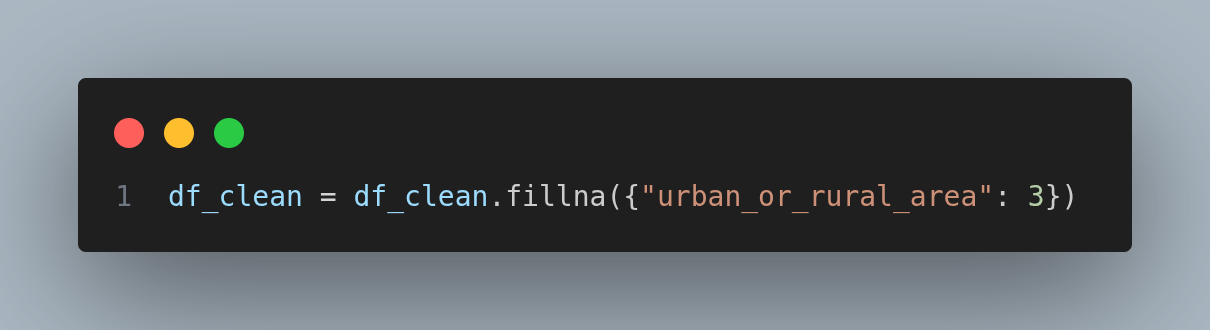 1 df_clean = df_clean.fillna({"urban_or_rural_area": 3})